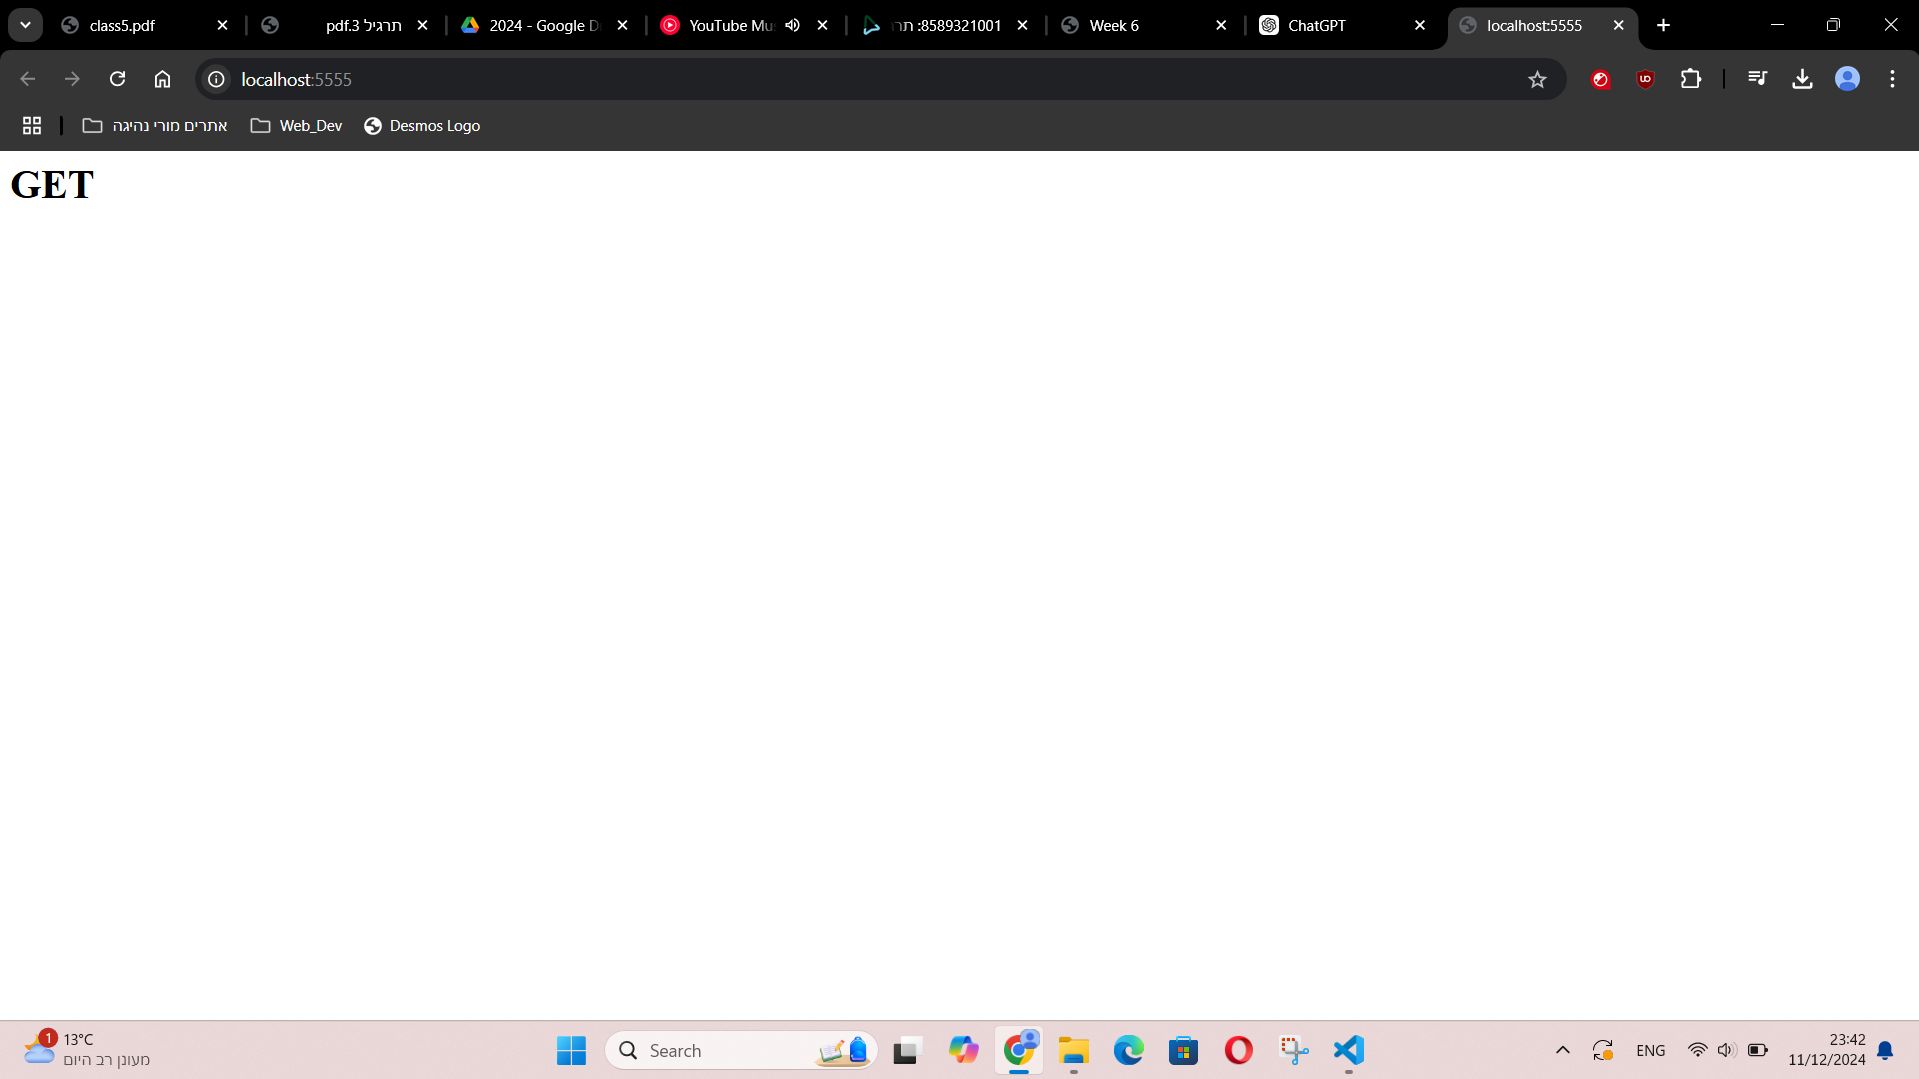 class5.pdf
תרגיל 3.pdf
2024 - Google D
YouTube Mu
8589321001: תר
Week 6
ChatGPT
localhost:5555
localhost:5555
אתרים מורי נהיגה
Web_Dev
Desmos Logo
GET
1
13°C
מעונן רב היום
Search
ENG
23:42
11/12/2024